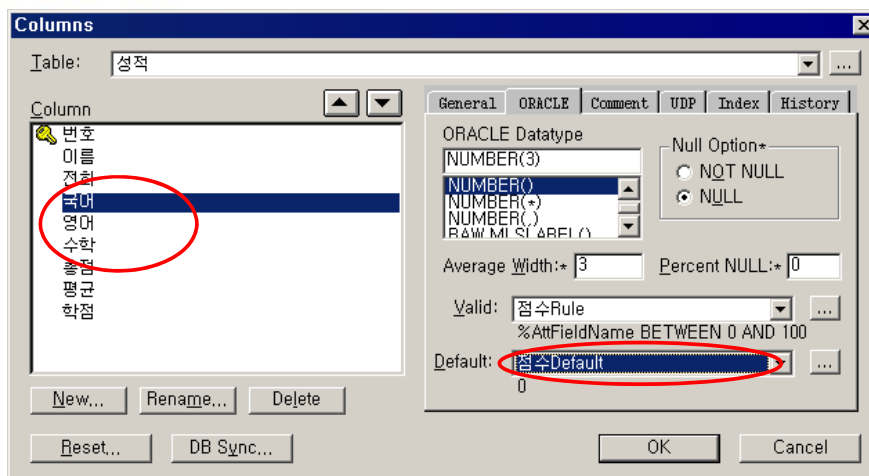 Columns
Table: 성적 ...
Column
번호
이름
전화
국어
영어
수학
총점
평균
학점
New... Rename... Delete
Reset... DB Sync...
General ORACLE Comment UDP Index History
ORACLE Datatype
NUMBER(3)
NUMBER()
NUMBER(*)
NUMBER(,)
RAW MLSLABEL()
Null Option*
NOT NULL
NULL
Average Width:* 3 Percent NULL:* 0
Valid: 점수Rule ...
%AttFieldName BETWEEN 0 AND 100
Default: 점수Default ...
0
OK Cancel